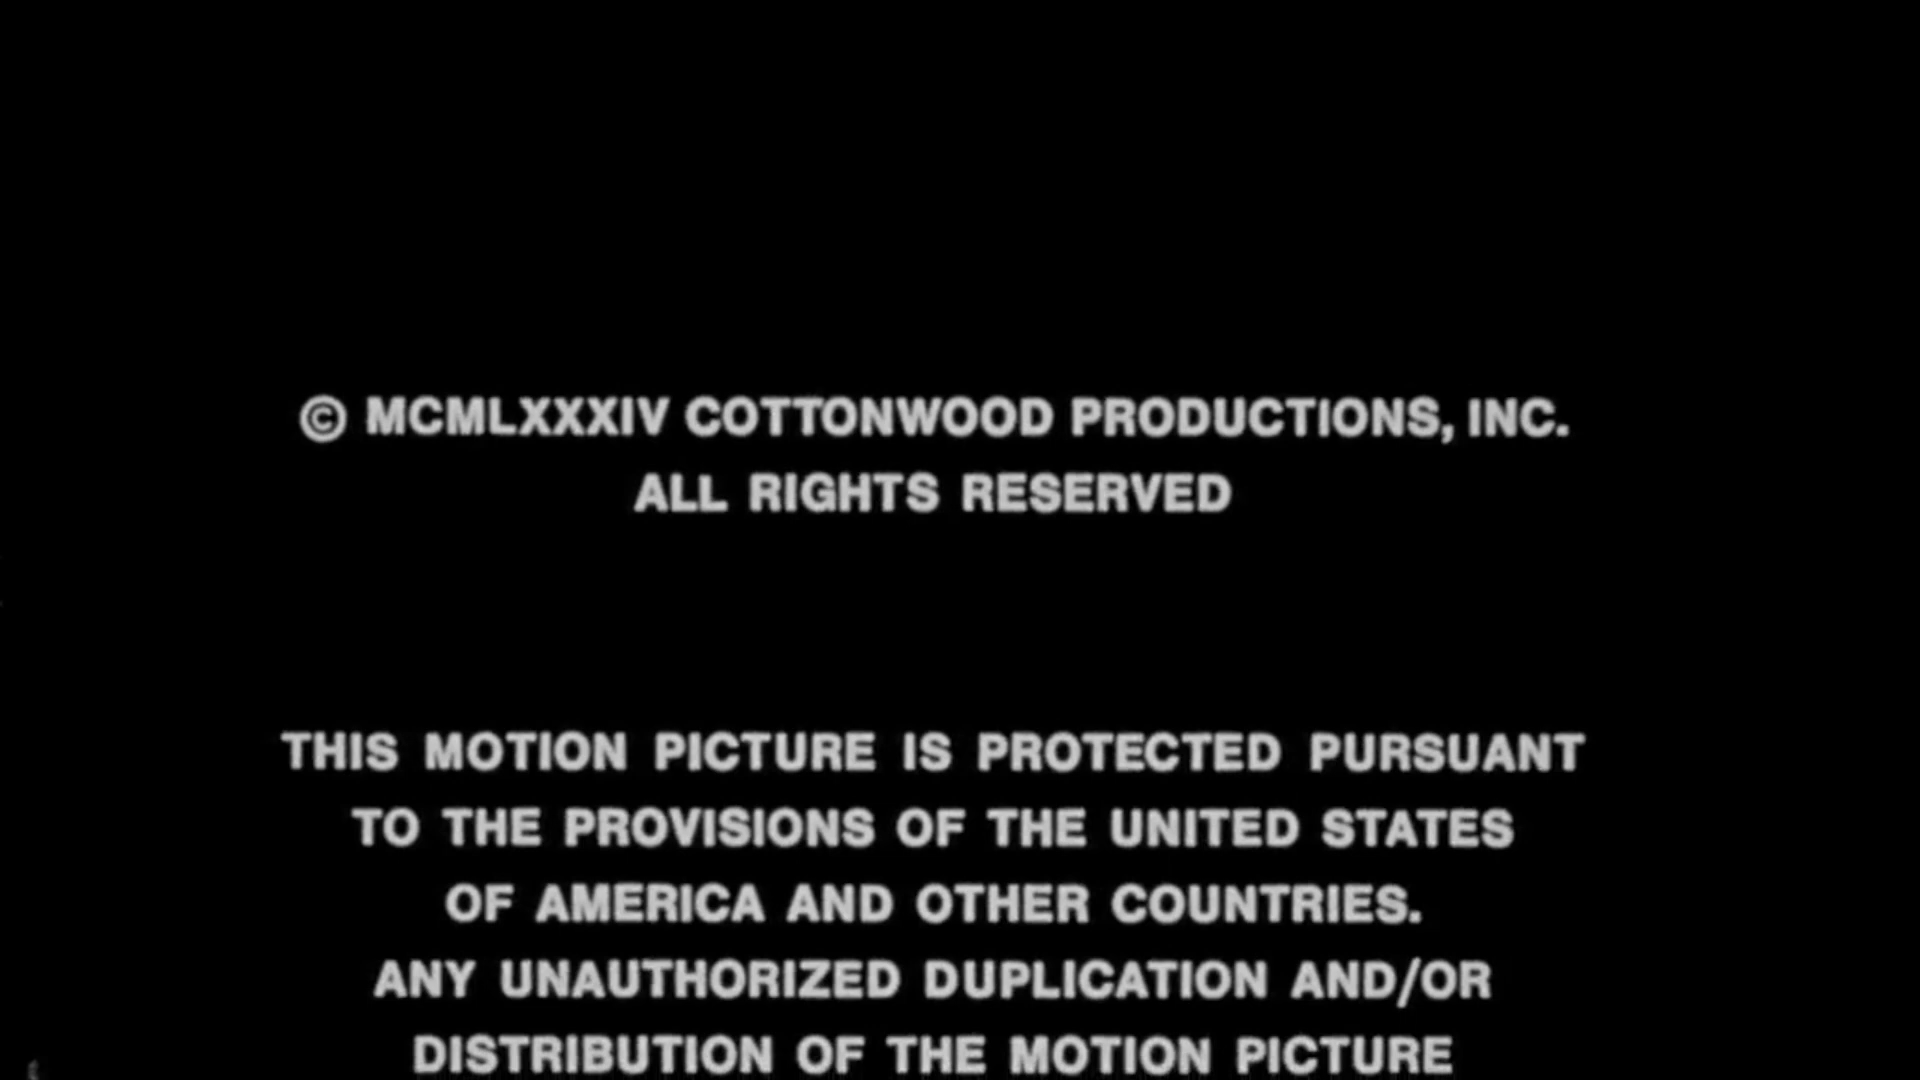 © MCMLXXXIV COTTONWOOD PRODUCTIONS, INC.
ALL RIGHTS RESERVED
THIS MOTION PICTURE IS PROTECTED PURSUANT
TO THE PROVISIONS OF THE UNITED STATES
OF AMERICA AND OTHER COUNTRIES.
ANY UNAUTHORIZED DUPLICATION AND/OR
DISTRIBUTION OF THE MOTION PICTURE